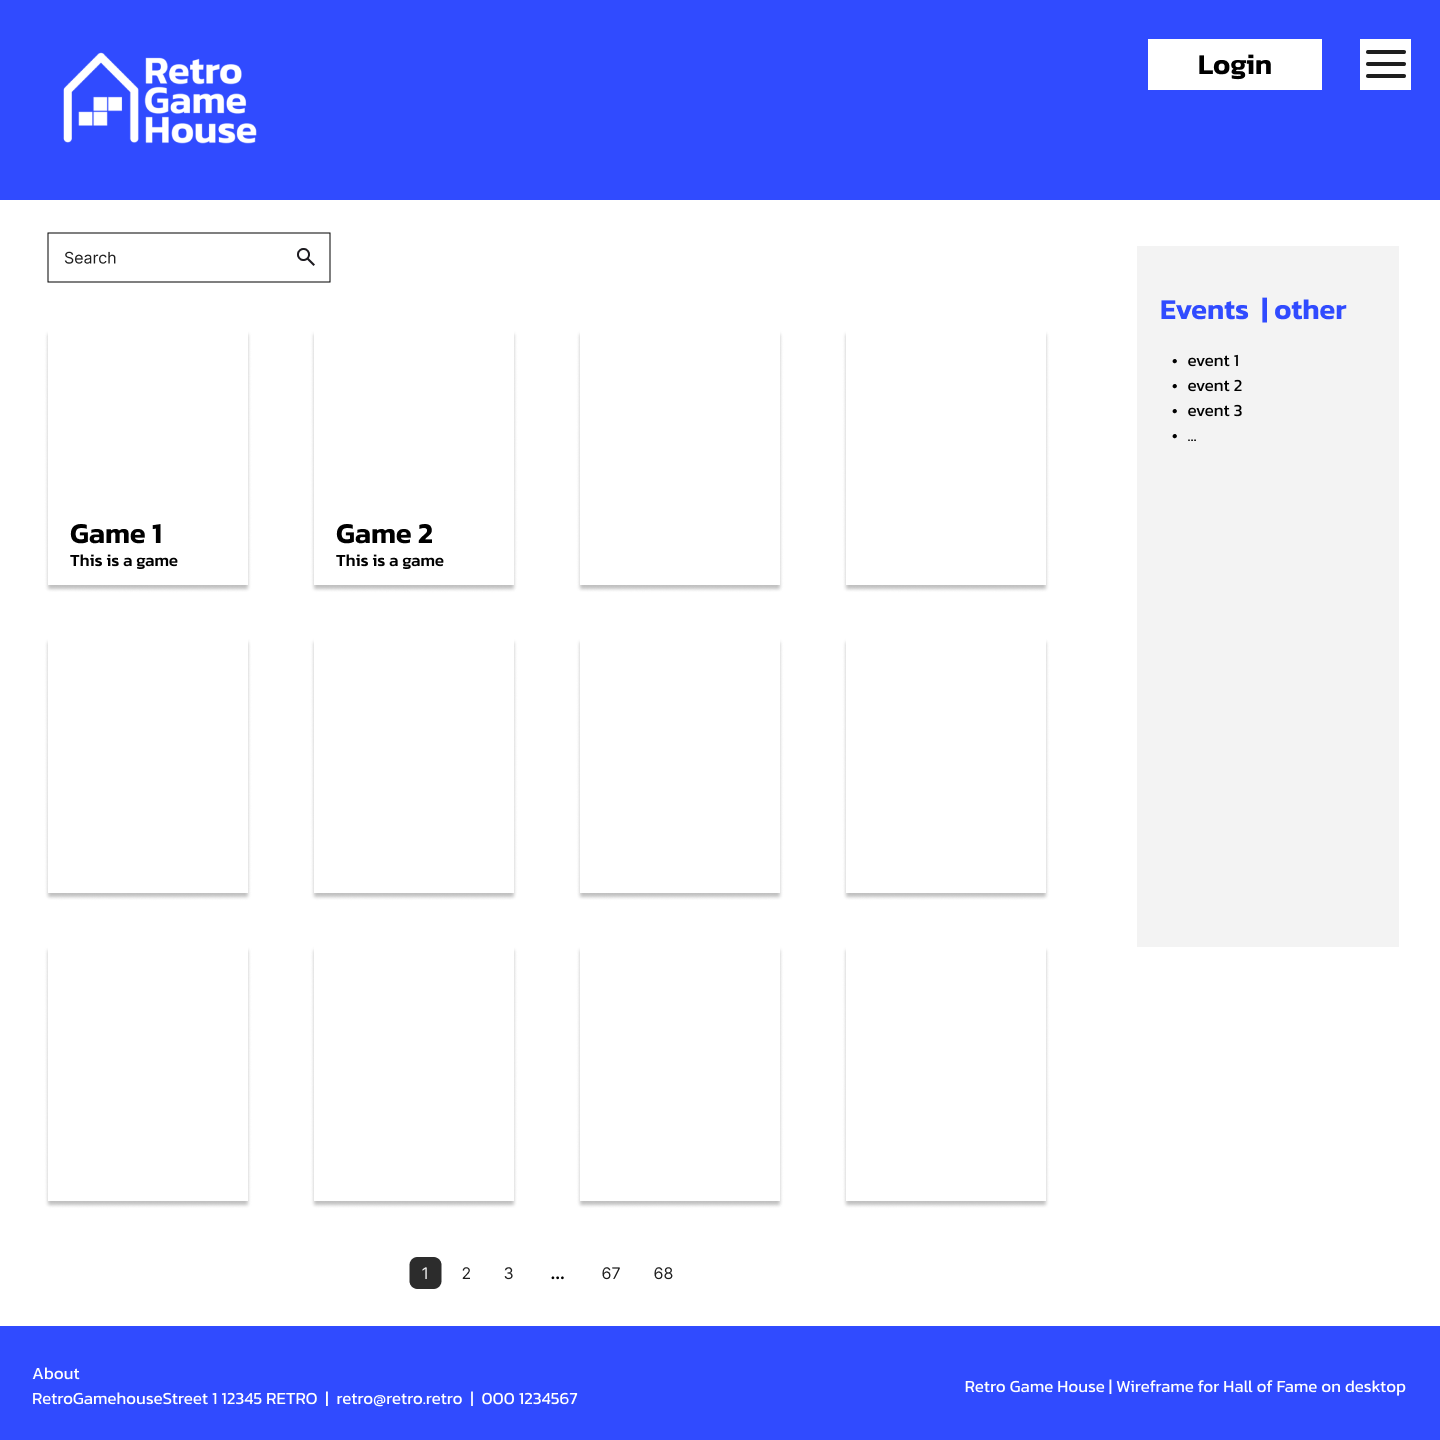 Retro
Game
House
Login
Search
Events | other
• event 1
• event 2
• event 3
• ...
Game 1
This is a game
Game 2
This is a game
1 2 3 ... 67 68
About
RetroGamehouseStreet 1 12345 RETRO | retro@retro.retro | 000 1234567
Retro Game House | Wireframe for Hall of Fame on desktop